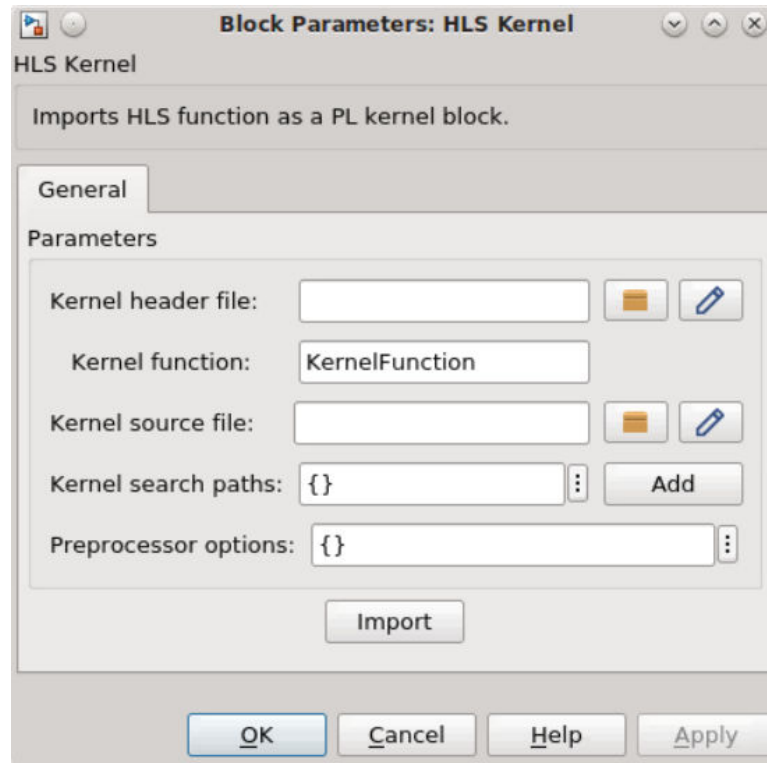 Block Parameters: HLS Kernel
HLS Kernel
Imports HLS function as a PL kernel block.
General
Parameters
Kernel header file:
Kernel function: KernelFunction
Kernel source file:
Kernel search paths: {} Add
Preprocessor options: {}
Import
OK Cancel Help Apply